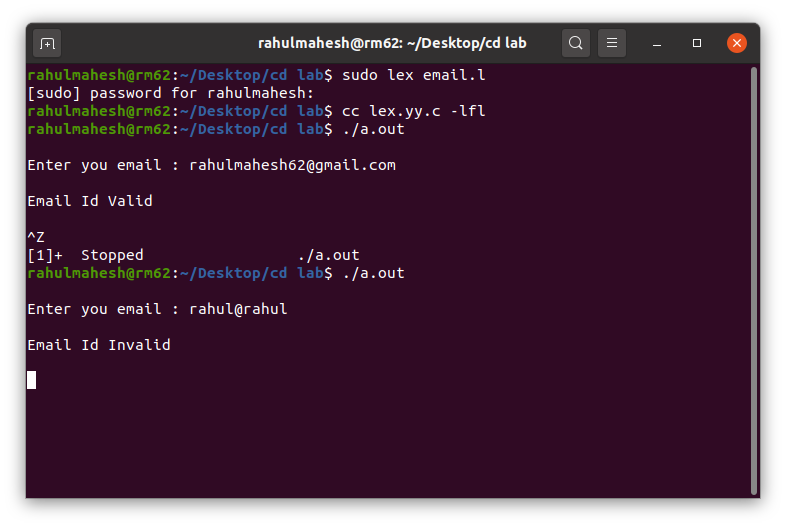 rahulmahesh@rm62: ~/Desktop/cd lab
rahulmahesh@rm62:~/Desktop/cd lab$ sudo lex email.l
[sudo] password for rahulmahesh:
rahulmahesh@rm62:~/Desktop/cd lab$ cc lex.yy.c -lfl
rahulmahesh@rm62:~/Desktop/cd lab$ ./a.out
Enter you email : rahulmahesh62@gmail.com
Email Id Valid
^Z
[1]+  Stopped                 ./a.out
rahulmahesh@rm62:~/Desktop/cd lab$ ./a.out
Enter you email : rahul@rahul
Email Id Invalid